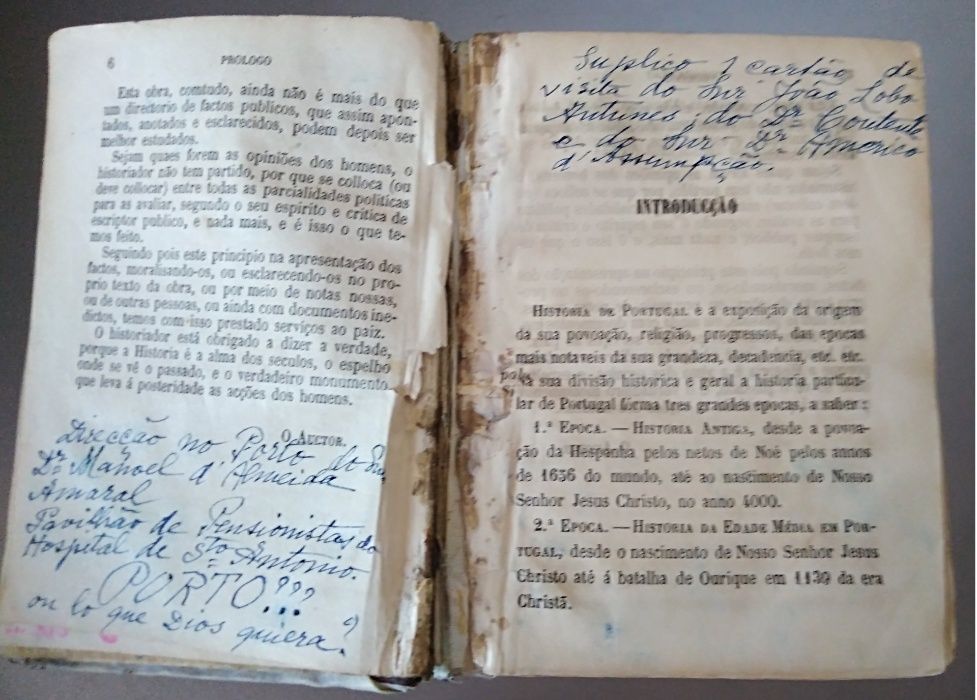 6 PROLOGO
Esta obra, comtudo, ainda não é mais do que
um directorio de factos publicos, que assim apon-
tados, anotados e esclarecidos, podem depois ser
melhor estudados.
Sejam quaes forem as opiniões dos homens, o
historiador não tem partido, por que se colloca (ou
deve collocar) entre todas as parcialidades politicas
para as avaliar, segundo o seu espirito e critica de
escriptor publico, e nada mais, e é isso o que te-
mos feito.
Seguindo pois este principio na apresentação dos
factos, moralisando-os, ou esclarecendo-os no pro-
prio texto da obra, ou por meio de notas nossas,
ou de outras pessoas, ou ainda com documentos ine-
dictos, temos com isso prestado serviços ao paiz.
O historiador está obrigado a dizer a verdade,
porque a Historia é a alma dos seculos, o espelho
onde se vê o passado, e o verdadeiro monumento
que leva á posteridade as acções dos homens.
O AUCTOR.
Direcção no Porto do Snr.
Dr. Manoel d'Almeida
Amaral
Pavilhão de Pensionistas do
Hospital de Sto Antonio.
PORTO???
ou lo que Dios quiera?
Suplico 1 cartão de
visita do Snr João Lobo
Antunes, do Dr. Contente
e do Snr Dr. Americo
d'Assumpção.
INTRODUCÇÃO
HISTORIA DE PORTUGAL é a exposição da origem
da sua povoação, religião, progressos, das epocas
mais notaveis da sua grandeza, decadencia, etc. etc.
Na sua divisão historica e geral a historia particu-
lar de Portugal fórma tres grandes epocas, a saber:
1.ª EPOCA. — HISTORIA ANTIGA, desde a povoa-
ção da Hespanha pelos netos de Noé pelos annos
de 1656 do mundo, até ao nascimento de Nosso
Senhor Jesus Christo, no anno 4000.
2.ª EPOCA. — HISTORIA DA EDADE MÉDIA EM POR-
TUGAL, desde o nascimento de Nosso Senhor Jesus
Christo até á batalha de Ourique em 1139 da era
Christã.